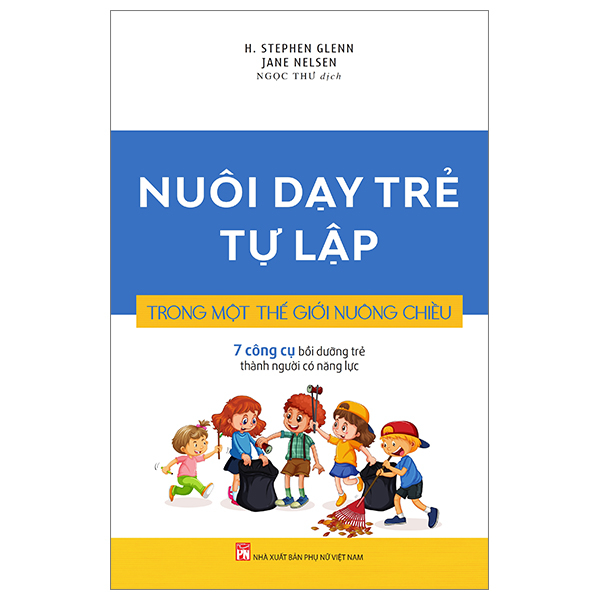 H. STEPHEN GLENN
JANE NELSEN
NGỌC THƯ dịch
NUÔI DẠY TRẺ
TỰ LẬP
TRONG MỘT THẾ GIỚI NUÔNG CHIỀU
7 công cụ bồi dưỡng trẻ
thành người có năng lực
PN
NHÀ XUẤT BẢN PHỤ NỮ VIỆT NAM